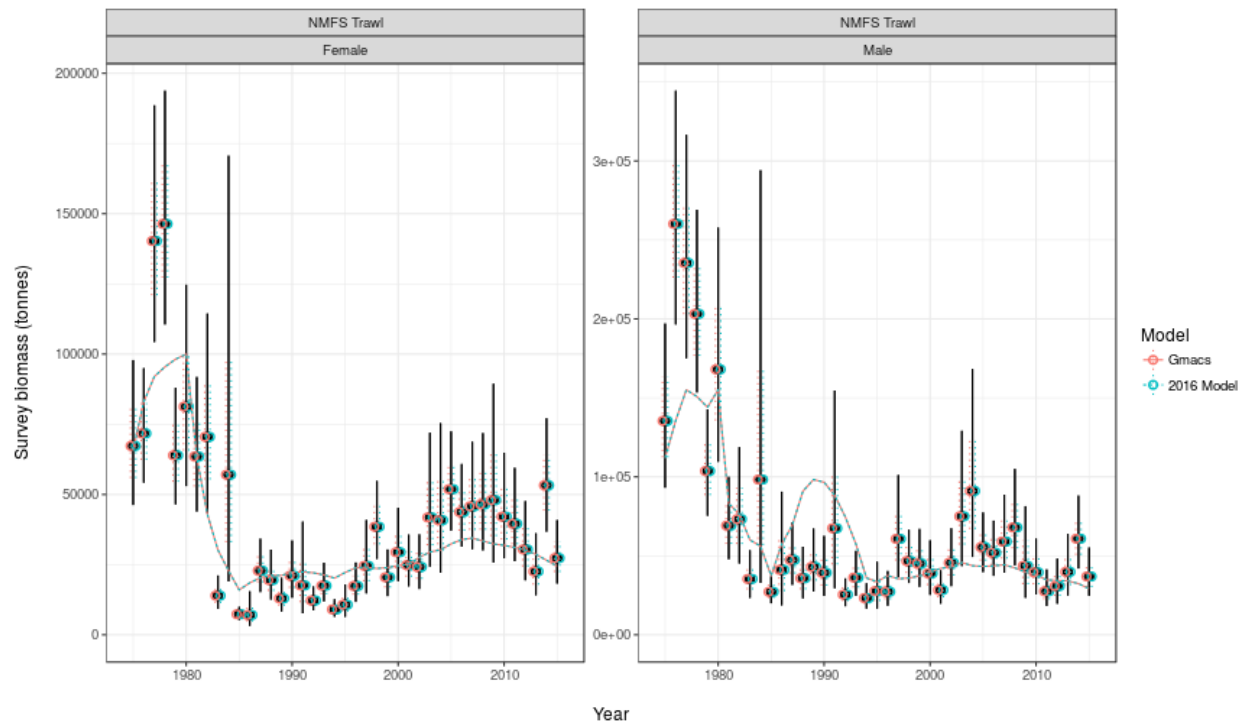 NMFS Trawl
NMFS Trawl
Female
Male
200000
150000
100000
50000
0
3e+05
2e+05
1e+05
0e+00
1980
1990
2000
2010
1980
1990
2000
2010
Survey biomass (tonnes)
Year
Model
Gmacs
2016 Model